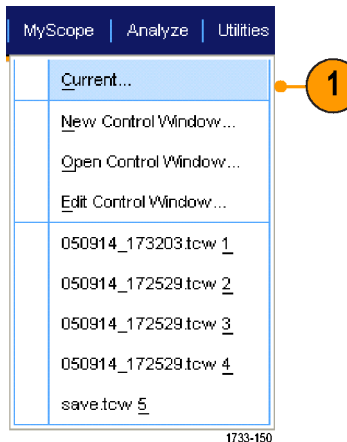 MyScope | Analyze | Utilities
Current...
1
New Control Window...
Open Control Window...
Edit Control Window...
050914_173203.tcw 1
050914_172529.tcw 2
050914_172529.tcw 3
050914_172529.tcw 4
save.tcw 5
1733-150